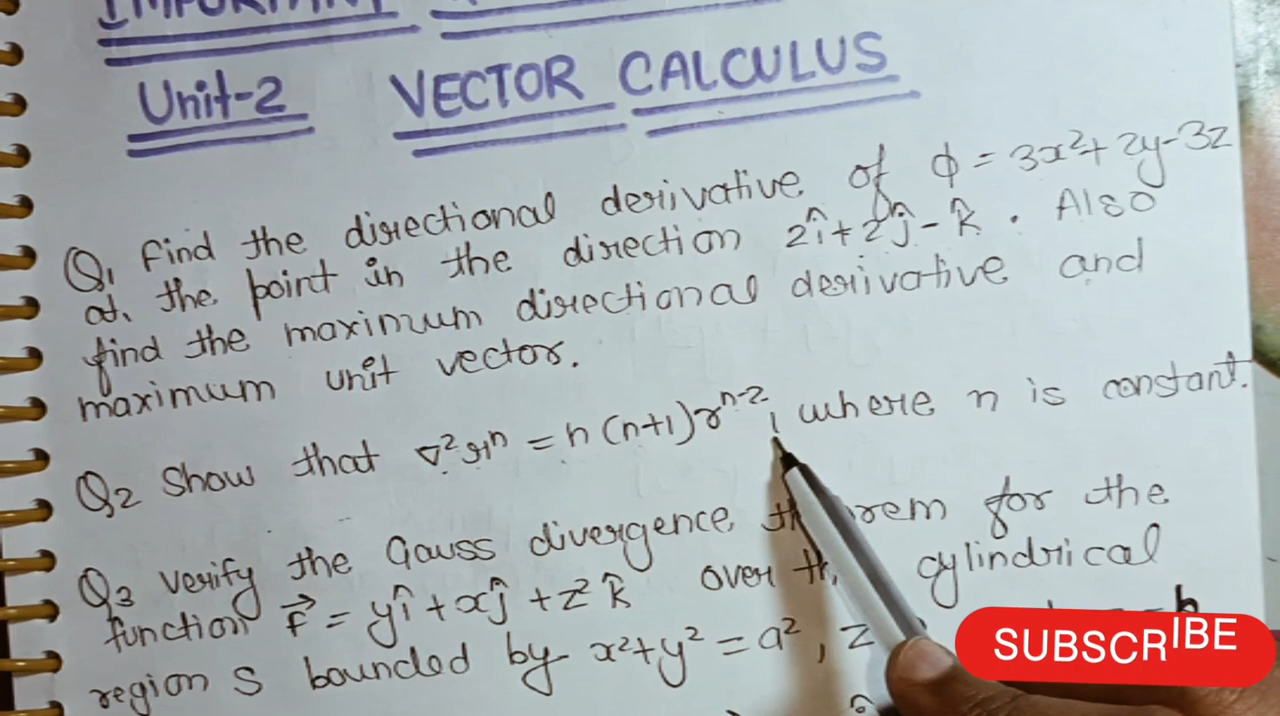 IMPORTANT
Unit-2 VECTOR CALCULUS
Q1 Find the directional derivative of ϕ = 3x²+2y-3z
at the point in the direction 2î+2ĵ-k̂. Also
find the maximum directional derivative and
maximum unit vector.
Q2 Show that ∇²rⁿ = n(n+1)rⁿ⁻², where n is constant.
Q3 Verify the Gauss divergence for the
function F⃗ = yî+xĵ+zk̂ over cylindrical
region S bounded by x²+y²=a², z
SUBSCRIBE